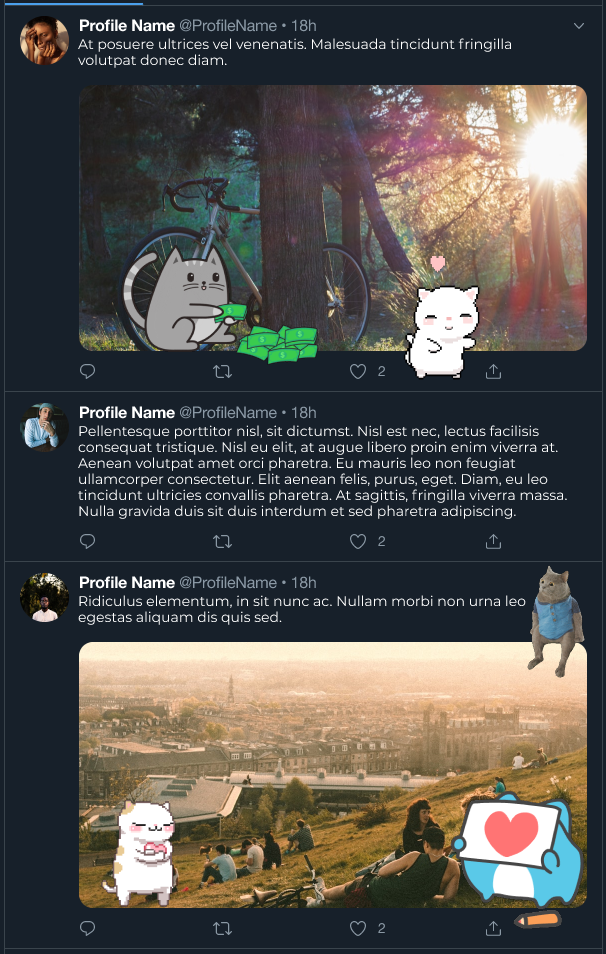 Profile Name @ProfileName • 18h
At posuere ultrices vel venenatis. Malesuada tincidunt fringilla
volutpat donec diam.
$
$
$
$
$
2
Profile Name @ProfileName • 18h
Pellentesque porttitor nisl, sit dictumst. Nisl est nec, lectus facilisis
consequat tristique. Nisl eu elit, at augue libero proin enim viverra at.
Aenean volutpat amet orci pharetra. Eu mauris leo non feugiat
ullamcorper consectetur. Elit aenean felis, purus, eget. Diam, eu leo
tincidunt ultricies convallis pharetra. At sagittis, fringilla viverra massa.
Nulla gravida duis sit duis interdum et sed pharetra adipiscing.
2
Profile Name @ProfileName • 18h
Ridiculus elementum, in sit nunc ac. Nullam morbi non urna leo
egestas aliquam dis quis sed.
2